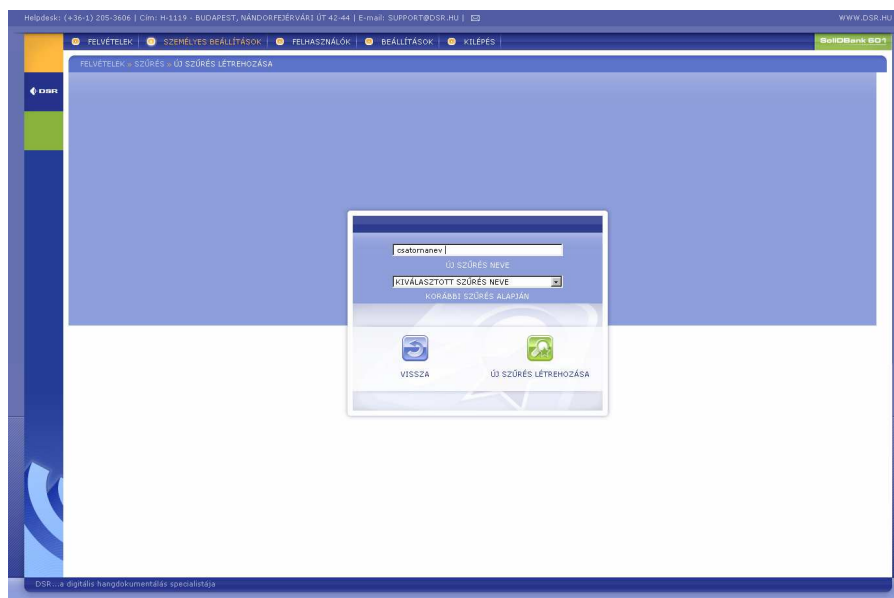 Helpdesk: (+36-1) 205-3606 | Cím: H-1119 - BUDAPEST, NÁNDORFEJÉRVÁRI ÚT 42-44 | E-mail: SUPPORT@DSR.HU |
WWW.DSR.HU
FELVÉTELEK | SZEMÉLYES BEÁLLÍTÁSOK | FELHASZNÁLÓK | BEÁLLÍTÁSOK | KILÉPÉS |
SoliDBank 601
FELVÉTELEK » SZŰRÉS » ÚJ SZŰRÉS LÉTREHOZÁSA
DSR
csatornanev
ÚJ SZŰRÉS NEVE
KIVÁLASZTOTT SZŰRÉS NEVE
KORÁBBI SZŰRÉS ALAPJÁN
VISSZA
ÚJ SZŰRÉS LÉTREHOZÁSA
DSR...a digitális hangdokumentálás specialistája